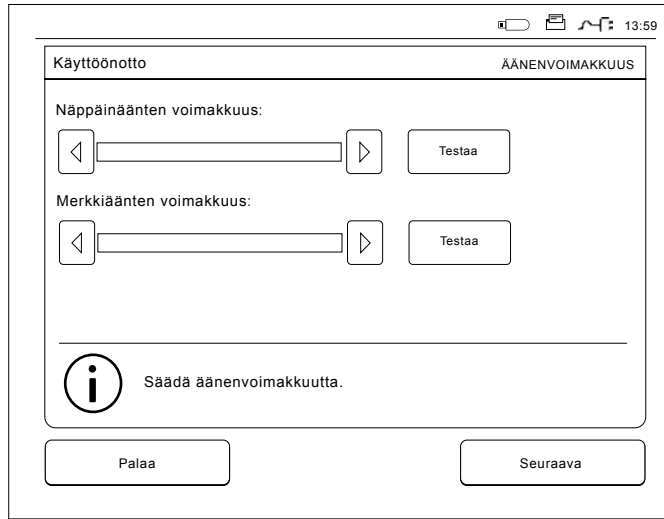 13:59
Käyttöönotto
ÄÄNENVOIMAKKUUS
Näppäinäänten voimakkuus:
Testaa
Merkkiäänten voimakkuus:
Testaa
Säädä äänenvoimakkuutta.
Palaa
Seuraava